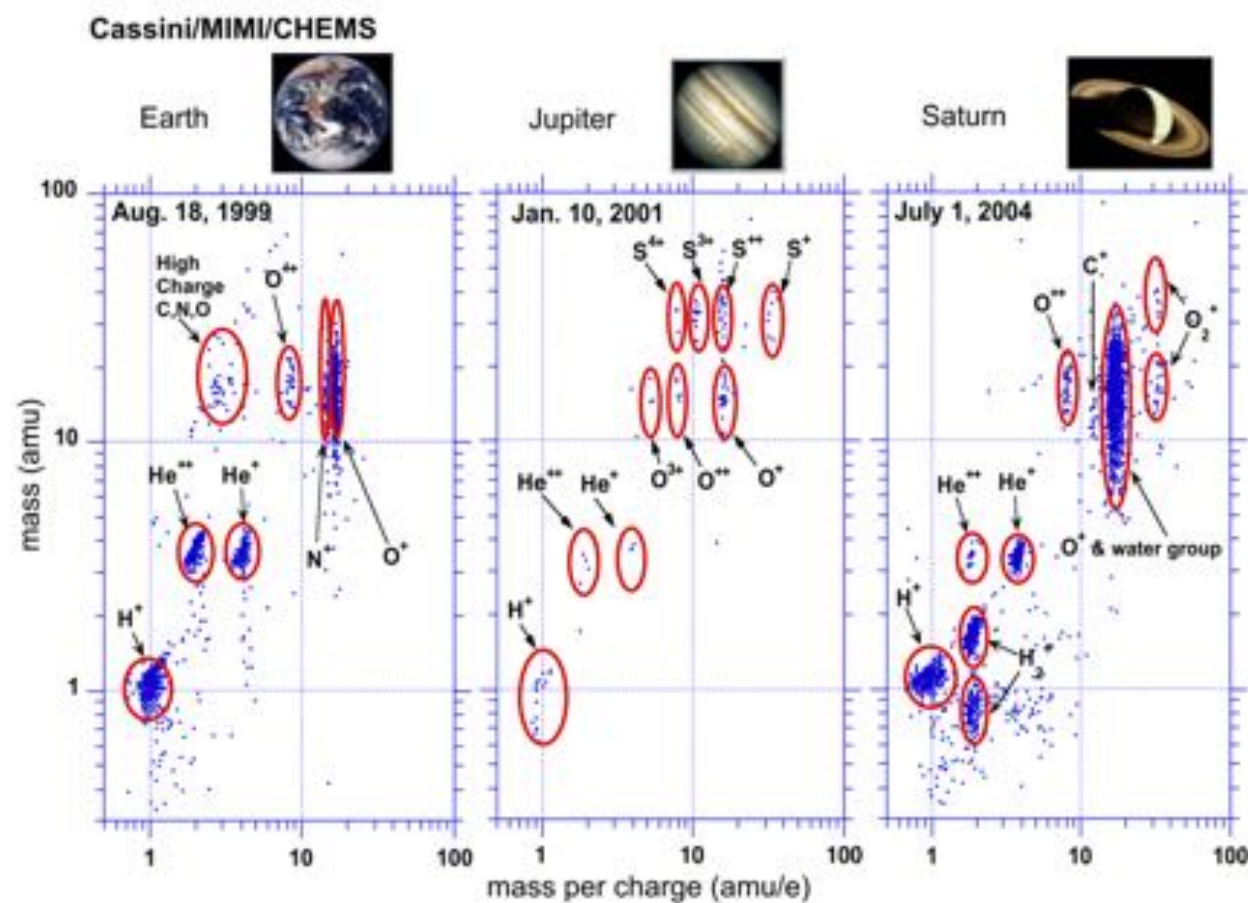 Cassini/MIMI/CHEMS
Earth
Jupiter
Saturn
mass (amu)
100
10
1
Aug. 18, 1999
High
Charge
C,N,O
O⁺⁺
He⁺⁺
He⁺
H⁺
N⁺
O⁺
1
10
100
Jan. 10, 2001
S⁴⁺
S³⁺
S⁺⁺
S⁺
O³⁺
O⁺⁺
O⁺
He⁺⁺
He⁺
H⁺
1
10
100
July 1, 2004
C⁺
O⁺⁺
O₂⁺
He⁺⁺
He⁺
O⁺ & water group
H⁺
H₂⁺
1
10
100
mass per charge (amu/e)